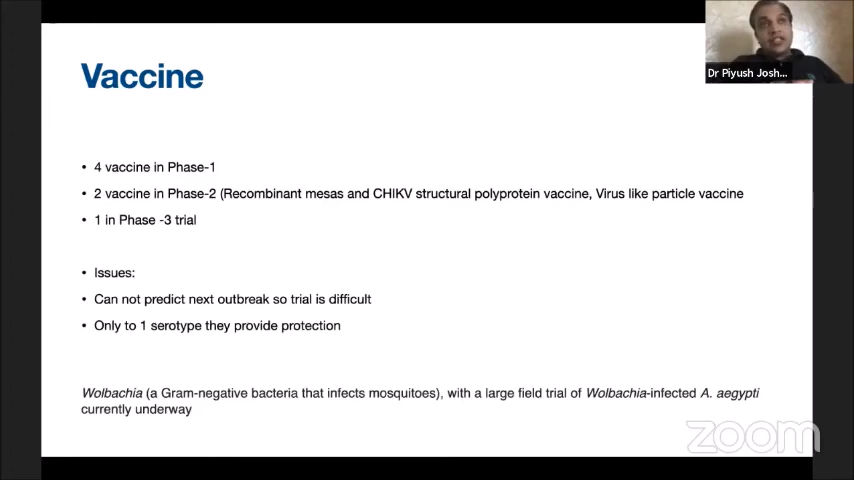 Dr Piyush Josh...
Vaccine
• 4 vaccine in Phase-1
• 2 vaccine in Phase-2 (Recombinant mesas and CHIKV structural polyprotein vaccine, Virus like particle vaccine
• 1 in Phase -3 trial
• Issues:
• Can not predict next outbreak so trial is difficult
• Only to 1 serotype they provide protection
Wolbachia (a Gram-negative bacteria that infects mosquitoes), with a large field trial of Wolbachia-infected A. aegypti
currently underway
zoom